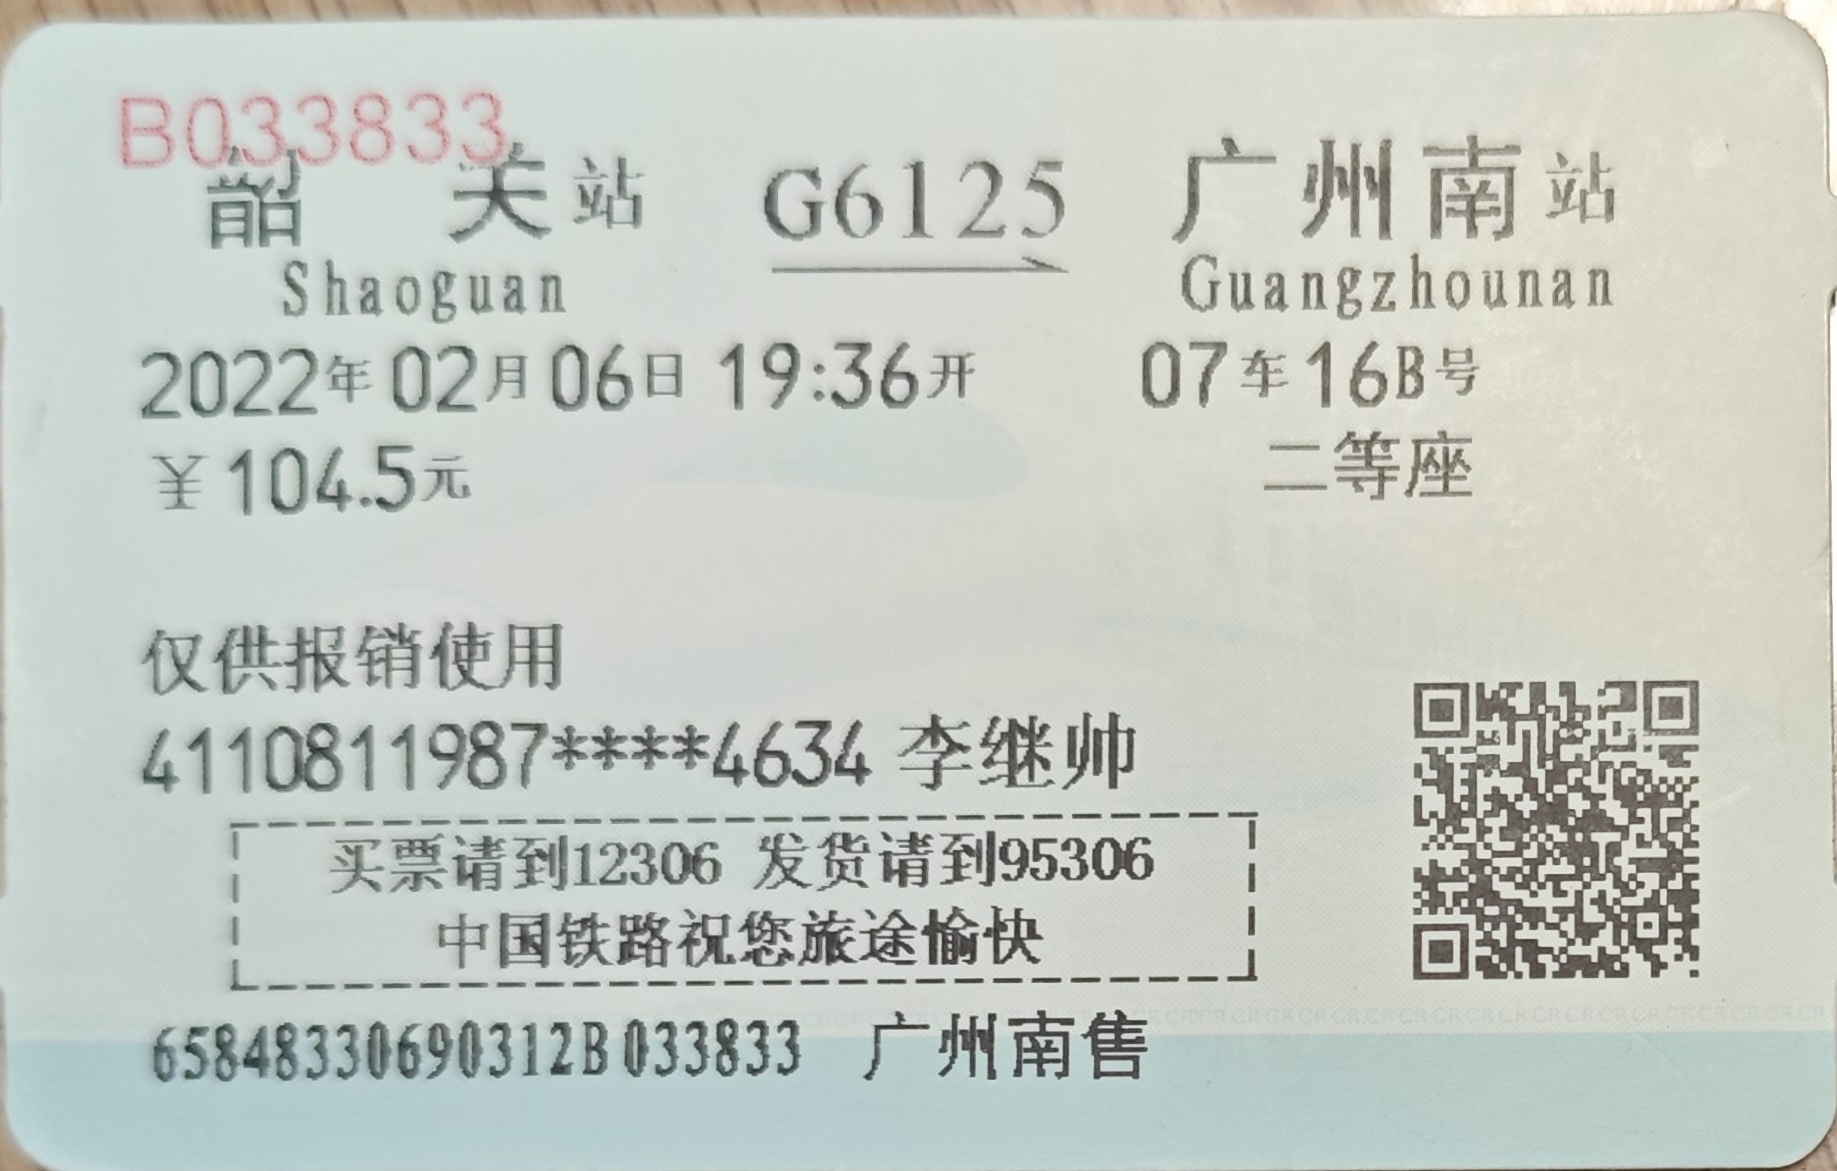 B033833
韶 关站 G6125 广州南站
Shaoguan Guangzhounan
2022年02月06日 19:36开 07车16B号
￥104.5元 二等座
仅供报销使用
4110811987****4634 李继帅
买票请到12306 发货请到95306
中国铁路祝您旅途愉快
65848330690312B033833 广州南售